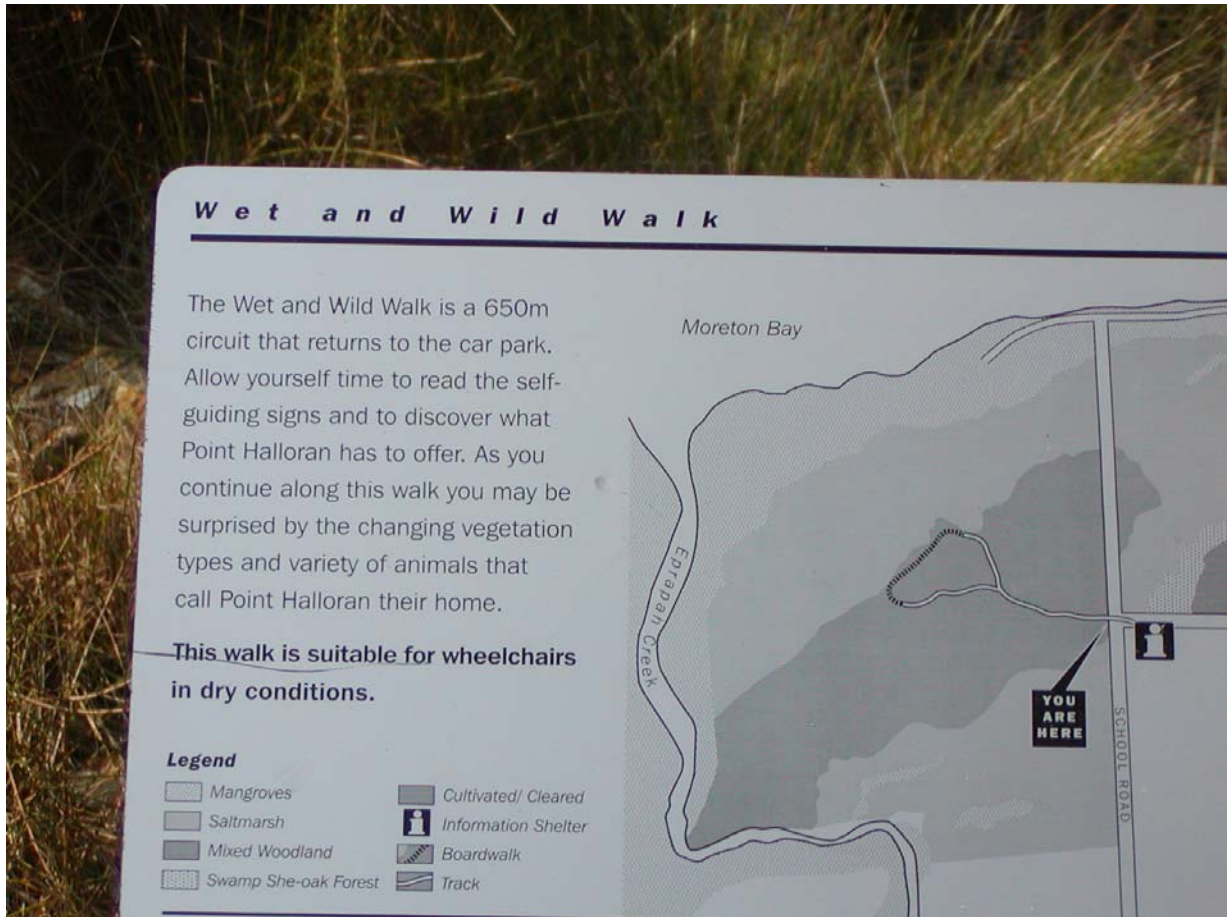 Wet and Wild Walk
The Wet and Wild Walk is a 650m
circuit that returns to the car park.
Allow yourself time to read the self-
guiding signs and to discover what
Point Halloran has to offer. As you
continue along this walk you may be
surprised by the changing vegetation
types and variety of animals that
call Point Halloran their home.
This walk is suitable for wheelchairs
in dry conditions.
Legend
Mangroves
Saltmarsh
Mixed Woodland
Swamp She-oak Forest
Cultivated/ Cleared
i Information Shelter
Boardwalk
Track
Moreton Bay
Eprapah Creek
i
YOU
ARE
HERE
SCHOOL ROAD